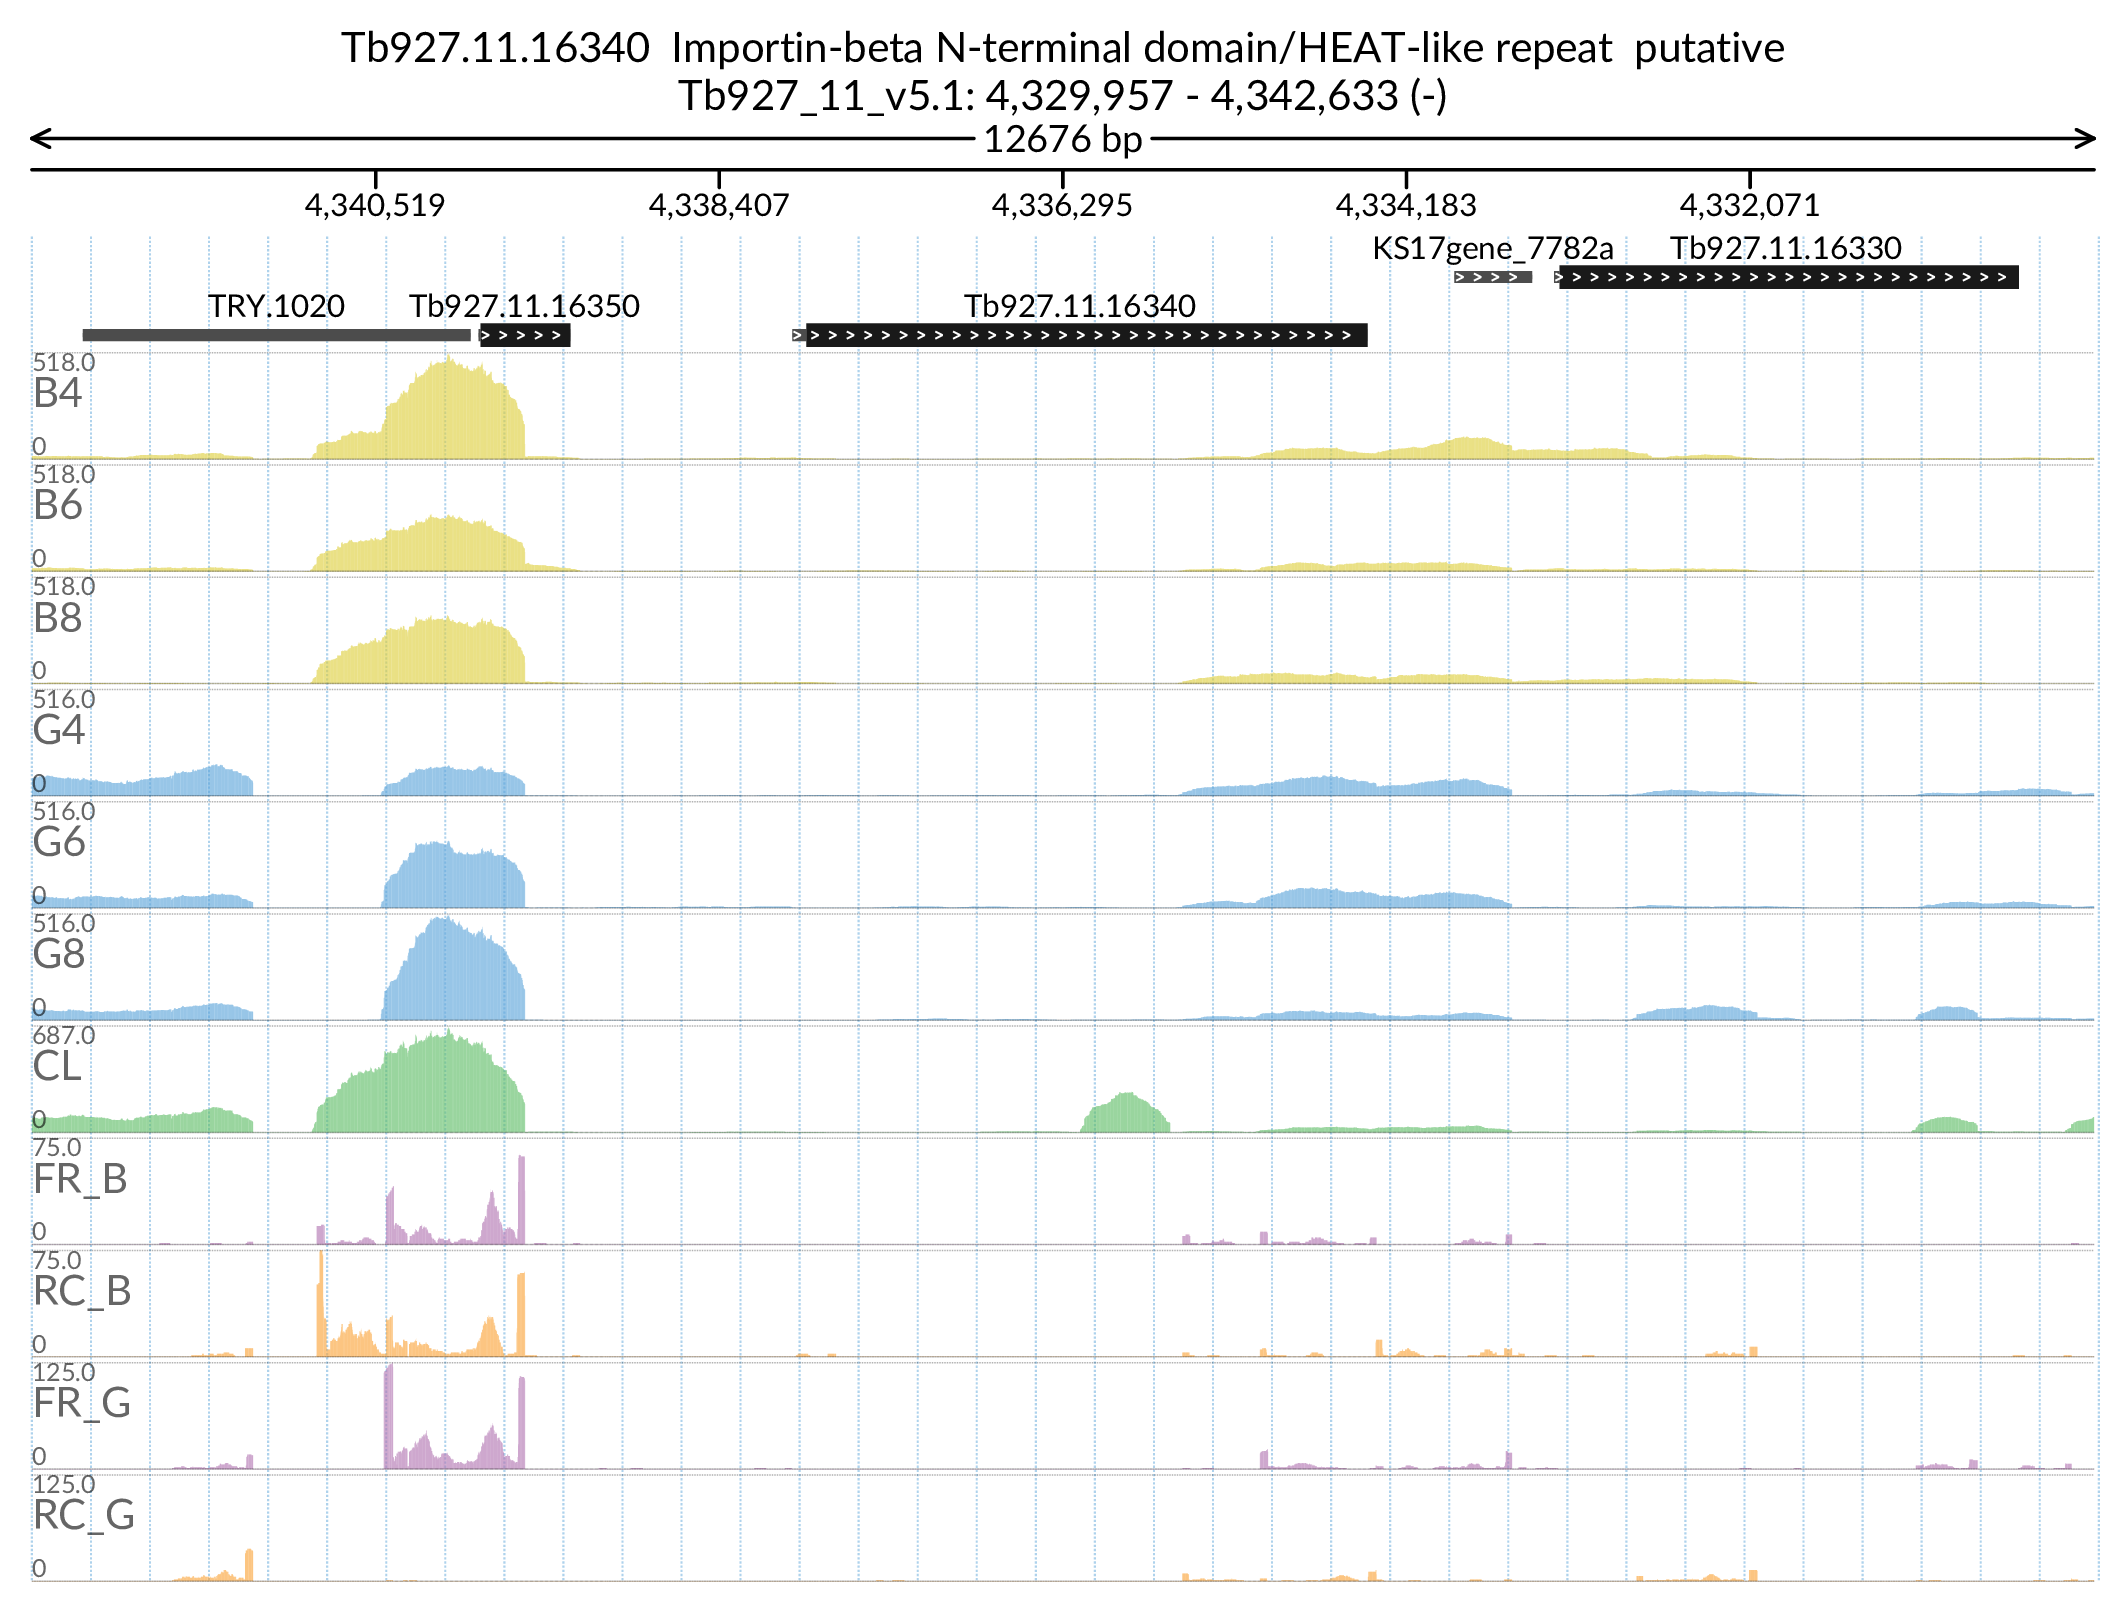 Tb927.11.16340  Importin-beta N-terminal domain/HEAT-like repeat  putative
Tb927_11_v5.1: 4,329,957 - 4,342,633 (-)
12676 bp
4,340,519 4,338,407 4,336,295 4,334,183 4,332,071
KS17gene_7782a Tb927.11.16330
TRY.1020 Tb927.11.16350 Tb927.11.16340
518.0
B4
0
518.0
B6
0
518.0
B8
0
516.0
G4
0
516.0
G6
0
516.0
G8
0
687.0
CL
0
75.0
FR_B
0
75.0
RC_B
0
125.0
FR_G
0
125.0
RC_G
0